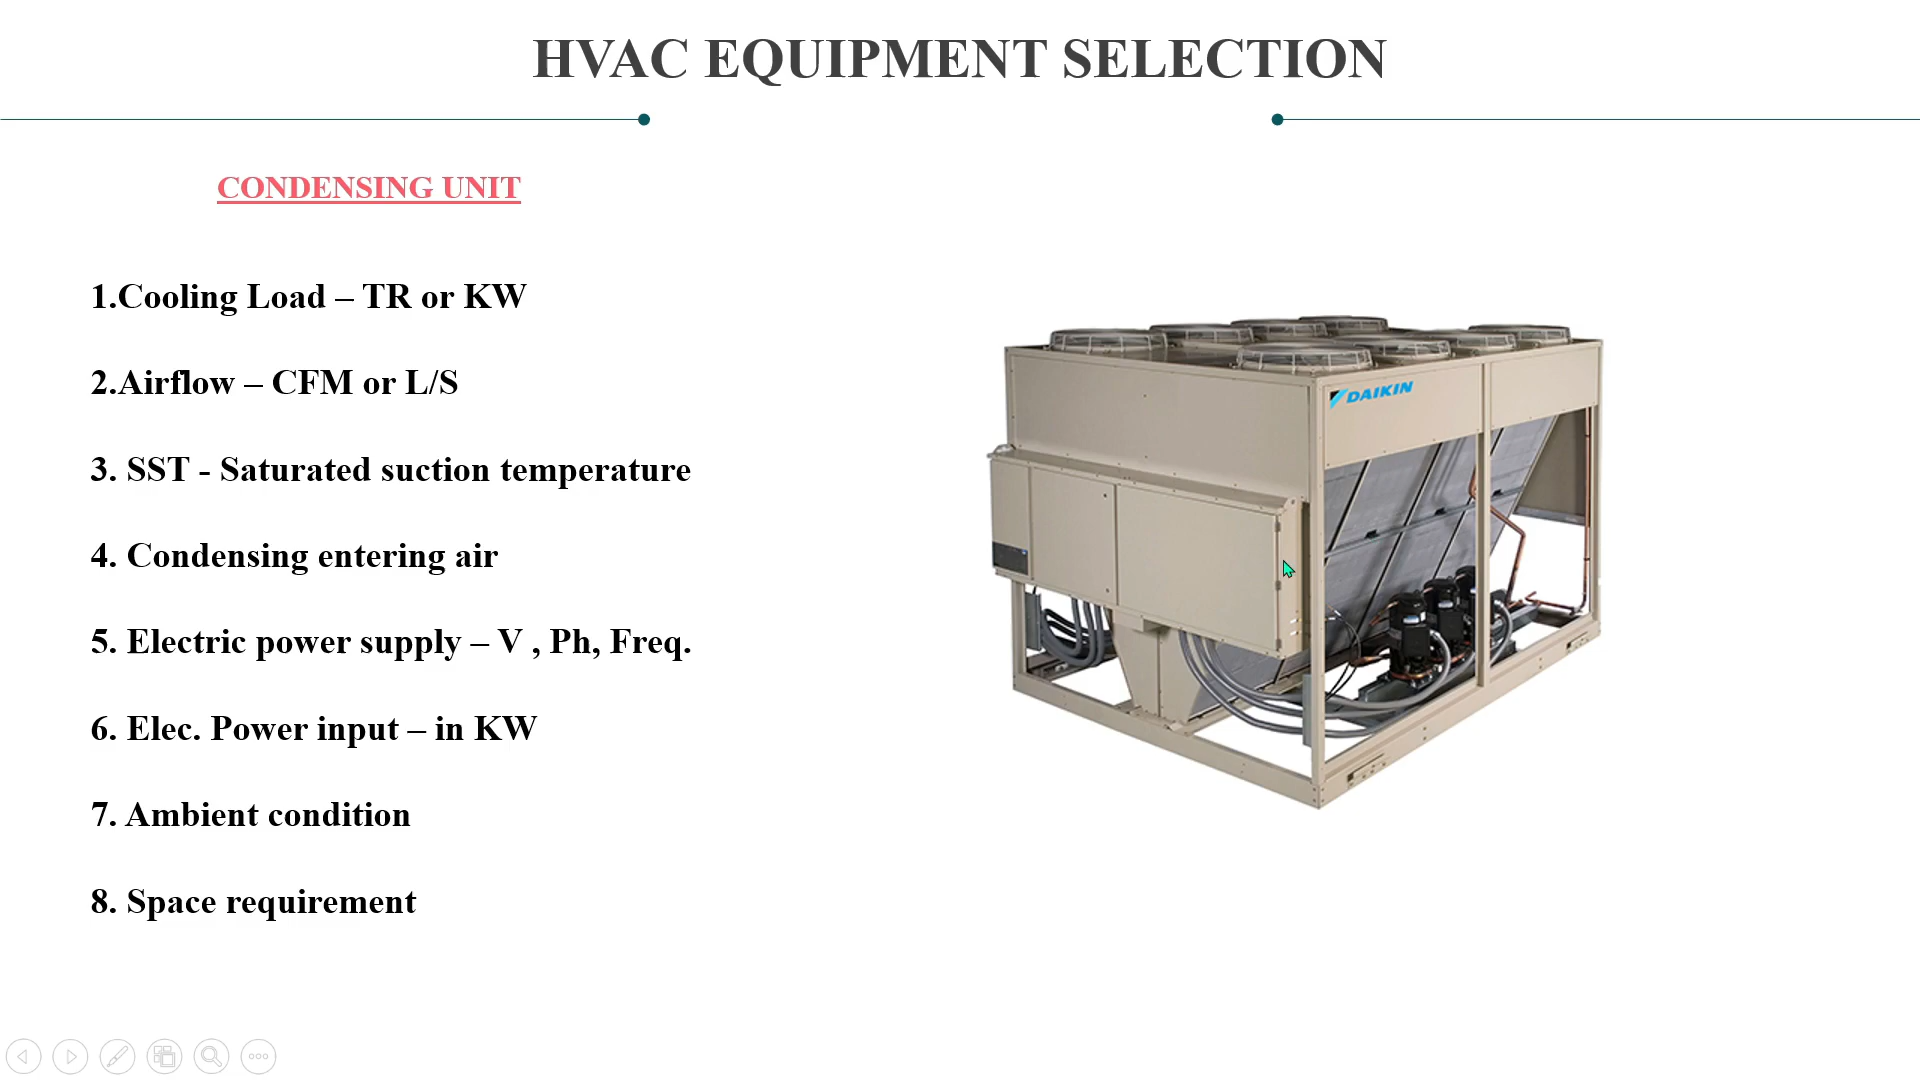 HVAC EQUIPMENT SELECTION
CONDENSING UNIT
1.Cooling Load – TR or KW
2.Airflow – CFM or L/S
3. SST - Saturated suction temperature
4. Condensing entering air
5. Electric power supply – V , Ph, Freq.
6. Elec. Power input – in KW
7. Ambient condition
8. Space requirement
DAIKIN